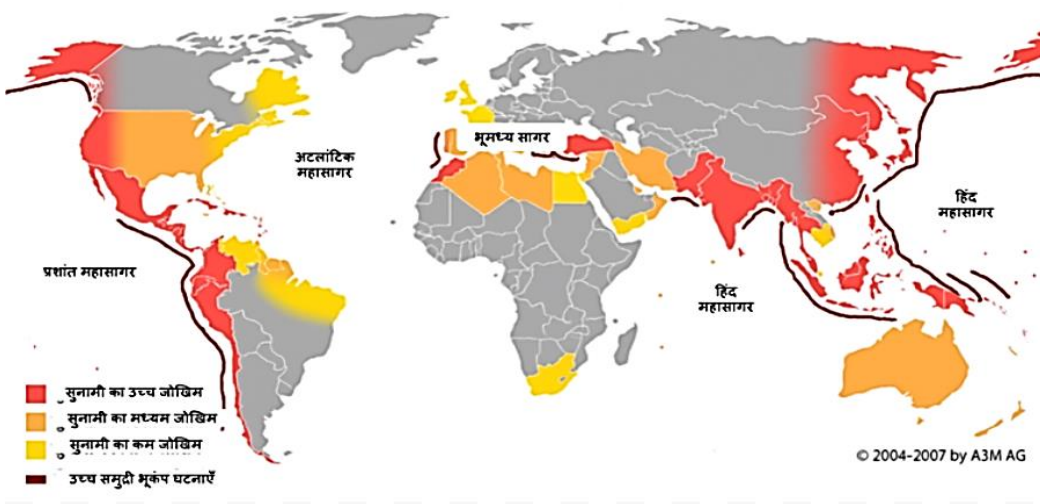 भूमध्य सागर
अटलांटिक
महासागर
हिंद
महासागर
प्रशांत महासागर
हिंद
महासागर
सुनामी का उच्च जोखिम
सुनामी का मध्यम जोखिम
सुनामी का कम जोखिम
उच्च समुद्री भूकंप घटनाएँ
© 2004-2007 by A3M AG